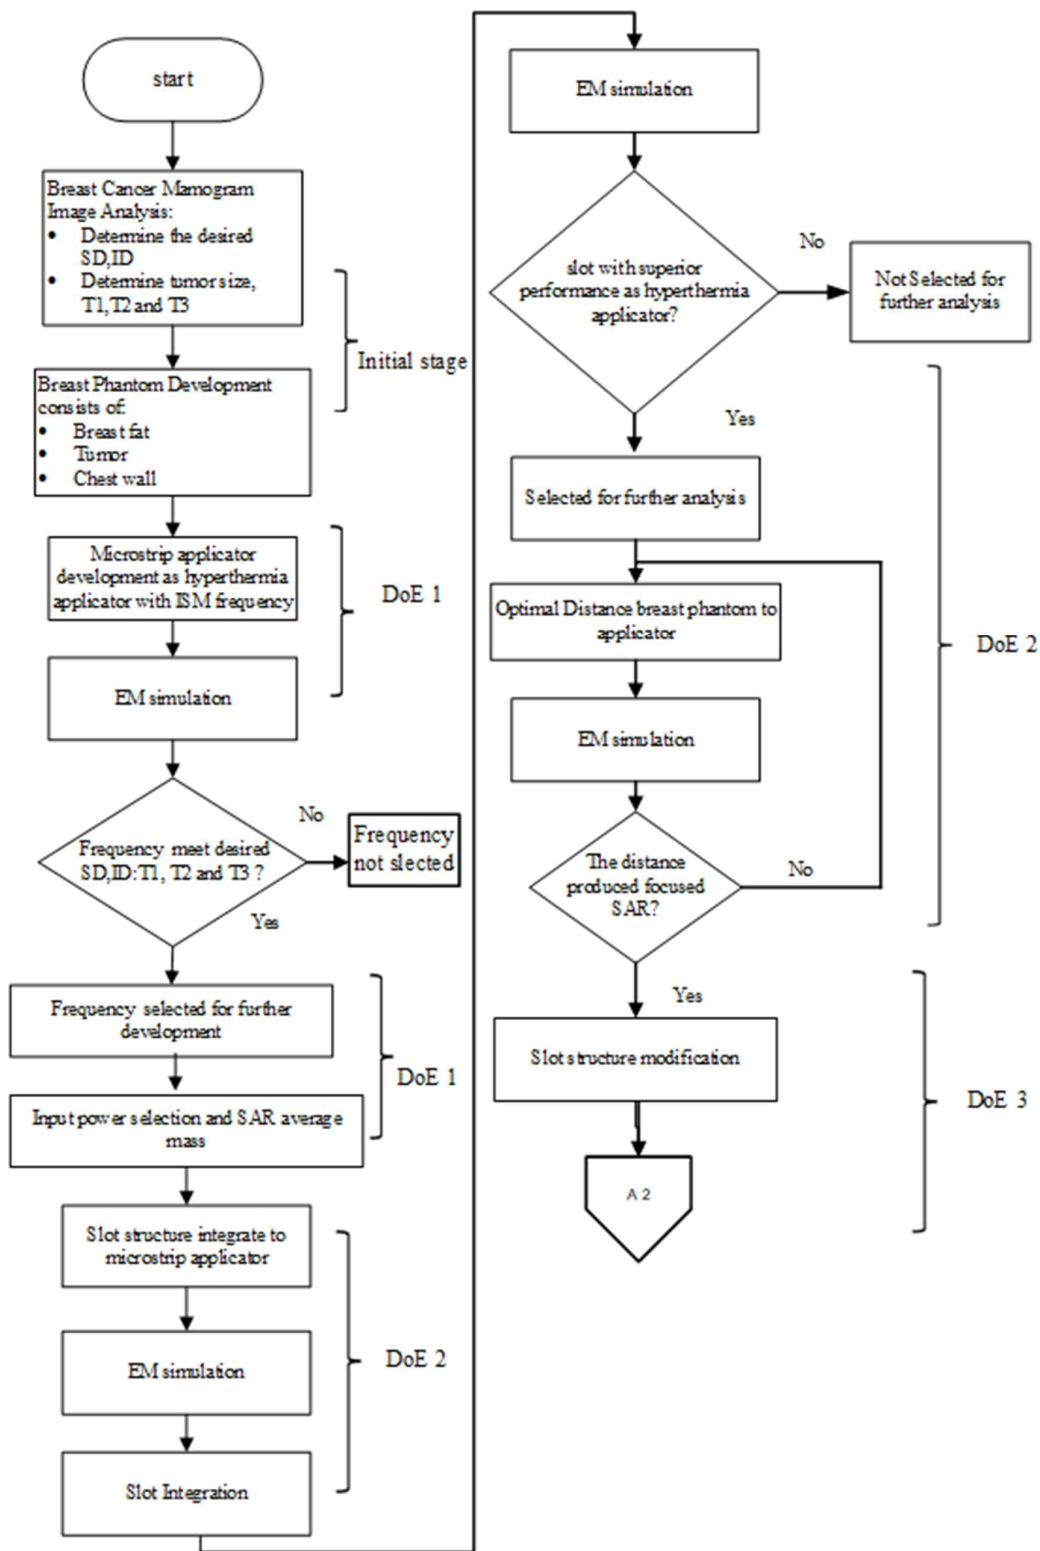 start
Breast Cancer Mamogram
Image Analysis:
• Determine the desired
SD,ID
• Determine tumor size,
T1,T2 and T3
Initial stage
Breast Phantom Development
consists of:
• Breast fat
• Tumor
• Chest wall
Microstrip applicator
development as hyperthermia
applicator with ISM frequency
DoE 1
EM simulation
No
Frequency meet desired
SD,ID:T1, T2 and T3 ?
Frequency
not slected
Yes
Frequency selected for further
development
DoE 1
Input power selection and SAR average
mass
Slot structure integrate to
microstrip applicator
EM simulation
DoE 2
Slot Integration
EM simulation
No
slot with superior
performance as hyperthermia
applicator?
Not Selected for
further analysis
Yes
Selected for further analysis
Optimal Distance breast phantom to
applicator
DoE 2
EM simulation
The distance
produced focused
SAR?
No
Yes
Slot structure modification
DoE 3
A 2